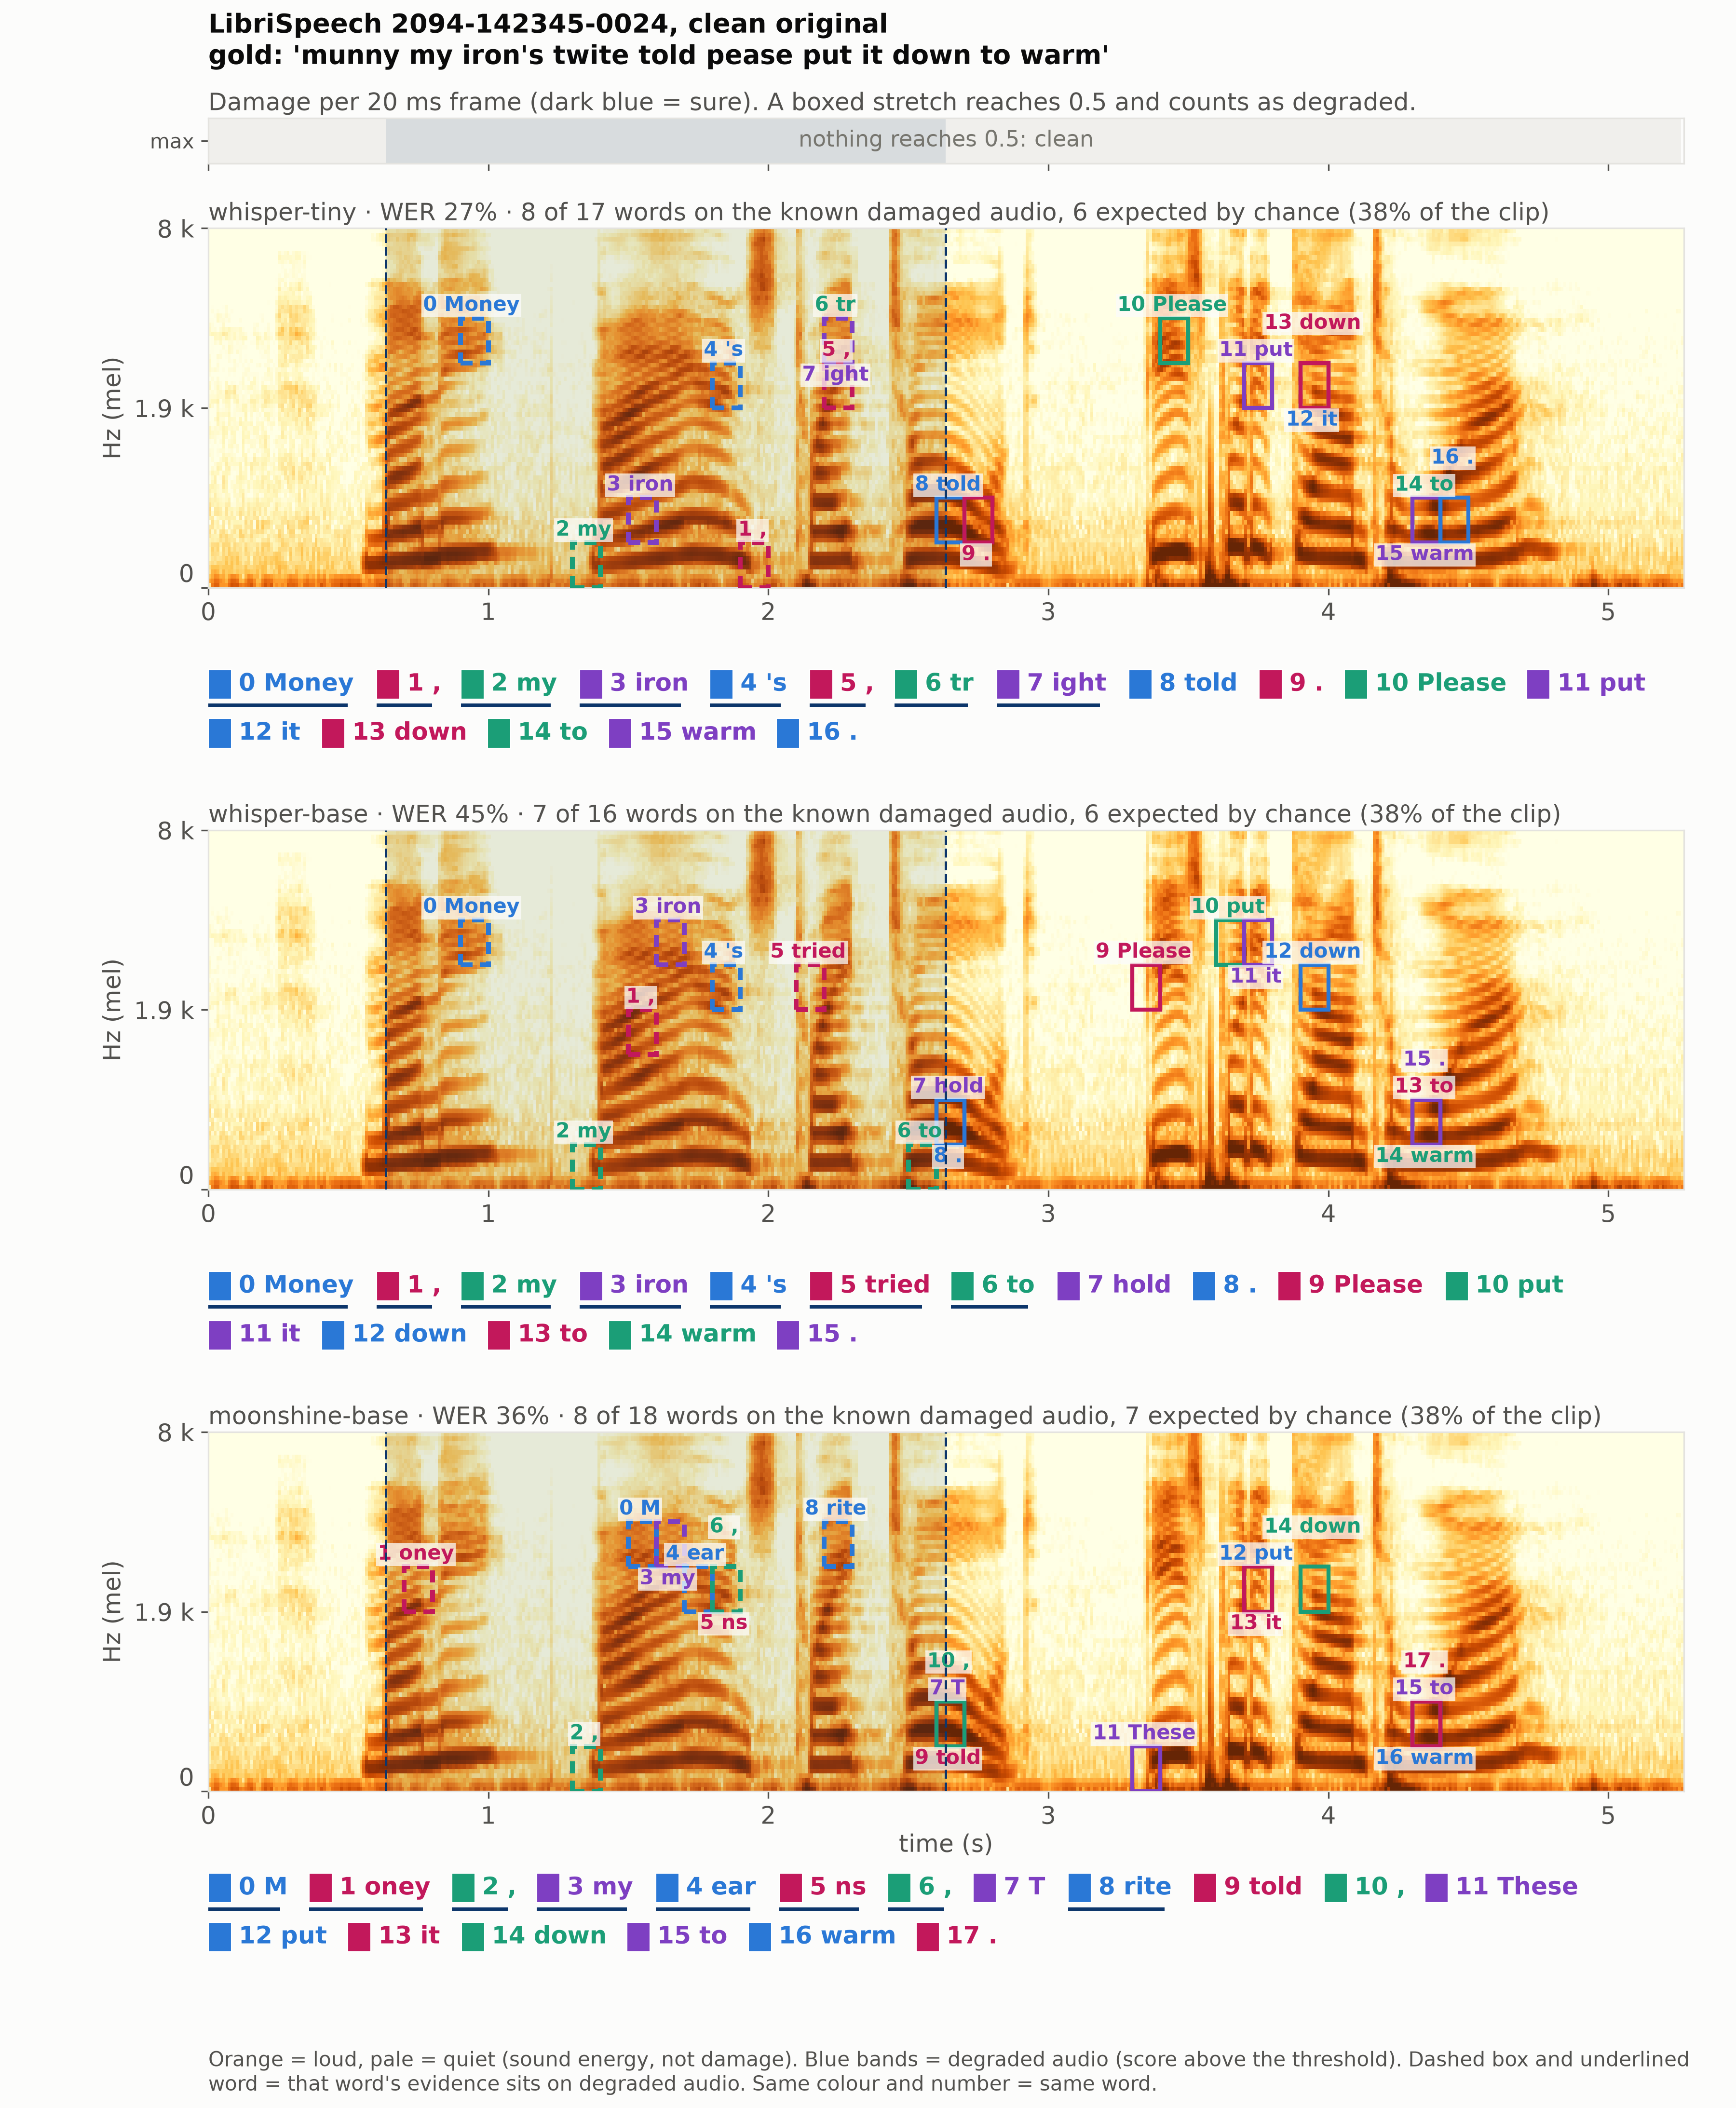 LibriSpeech 2094-142345-0024, clean original
gold: 'munny my iron's twite told pease put it down to warm'
Damage per 20 ms frame (dark blue = sure). A boxed stretch reaches 0.5 and counts as degraded.
max
nothing reaches 0.5: clean
whisper-tiny · WER 27% · 8 of 17 words on the known damaged audio, 6 expected by chance (38% of the clip)
8 k
1.9 k
0
Hz (mel)
0 Money
6 tr
10 Please
13 down
4 's
5 ,
11 put
7 ight
12 it
16 .
3 iron
8 told
14 to
2 my
1 ,
9 .
15 warm
0 1 2 3 4 5
0 Money 1 , 2 my 3 iron 4 's 5 , 6 tr 7 ight 8 told 9 . 10 Please 11 put
12 it 13 down 14 to 15 warm 16 .
whisper-base · WER 45% · 7 of 16 words on the known damaged audio, 6 expected by chance (38% of the clip)
8 k
1.9 k
0
Hz (mel)
0 Money
3 iron
10 put
4 's
5 tried
9 Please
12 down
11 it
1 ,
15 .
7 hold
13 to
2 my
6 to
8 .
14 warm
0 1 2 3 4 5
0 Money 1 , 2 my 3 iron 4 's 5 tried 6 to 7 hold 8 . 9 Please 10 put
11 it 12 down 13 to 14 warm 15 .
moonshine-base · WER 36% · 8 of 18 words on the known damaged audio, 7 expected by chance (38% of the clip)
8 k
1.9 k
0
Hz (mel)
0 M
8 rite
6 ,
14 down
1 oney
4 ear
12 put
3 my
5 ns
13 it
10 ,
17 .
7 T
15 to
2 ,
11 These
9 told
16 warm
0 1 2 3 4 5
time (s)
0 M 1 oney 2 , 3 my 4 ear 5 ns 6 , 7 T 8 rite 9 told 10 , 11 These
12 put 13 it 14 down 15 to 16 warm 17 .
Orange = loud, pale = quiet (sound energy, not damage). Blue bands = degraded audio (score above the threshold). Dashed box and underlined
word = that word's evidence sits on degraded audio. Same colour and number = same word.